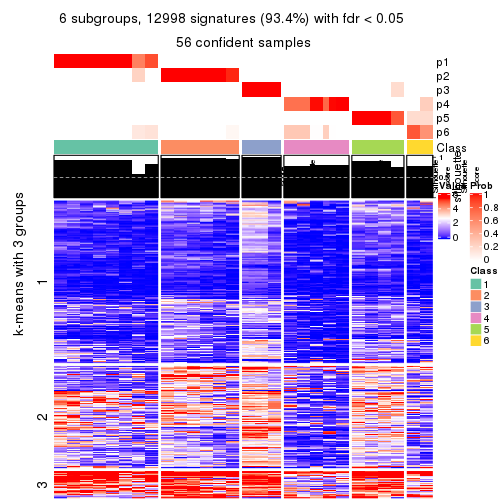 6 subgroups, 12998 signatures (93.4%) with fdr < 0.05
56 confident samples
p1
p2
p3
p4
p5
p6
Class
1
Silhouette
score
Value
4
2
0
Prob
1
0.8
0.6
0.4
0.2
0
Class
1
2
3
4
5
6
k-means with 3 groups
1
2
3